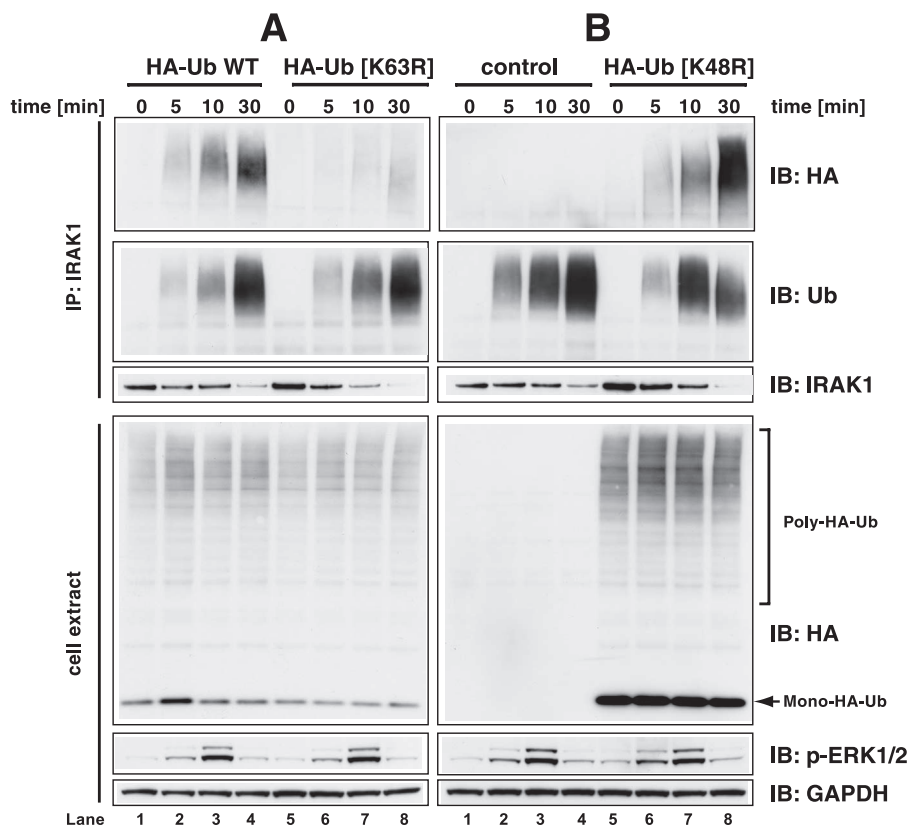 A B
HA-Ub WT HA-Ub [K63R] control HA-Ub [K48R]
time [min] 0 5 10 30 0 5 10 30 0 5 10 30 0 5 10 30 time [min]
IP: IRAK1
IB: HA
IB: Ub
IB: IRAK1
cell extract
Poly-HA-Ub
IB: HA
Mono-HA-Ub
IB: p-ERK1/2
IB: GAPDH
Lane 1 2 3 4 5 6 7 8 1 2 3 4 5 6 7 8